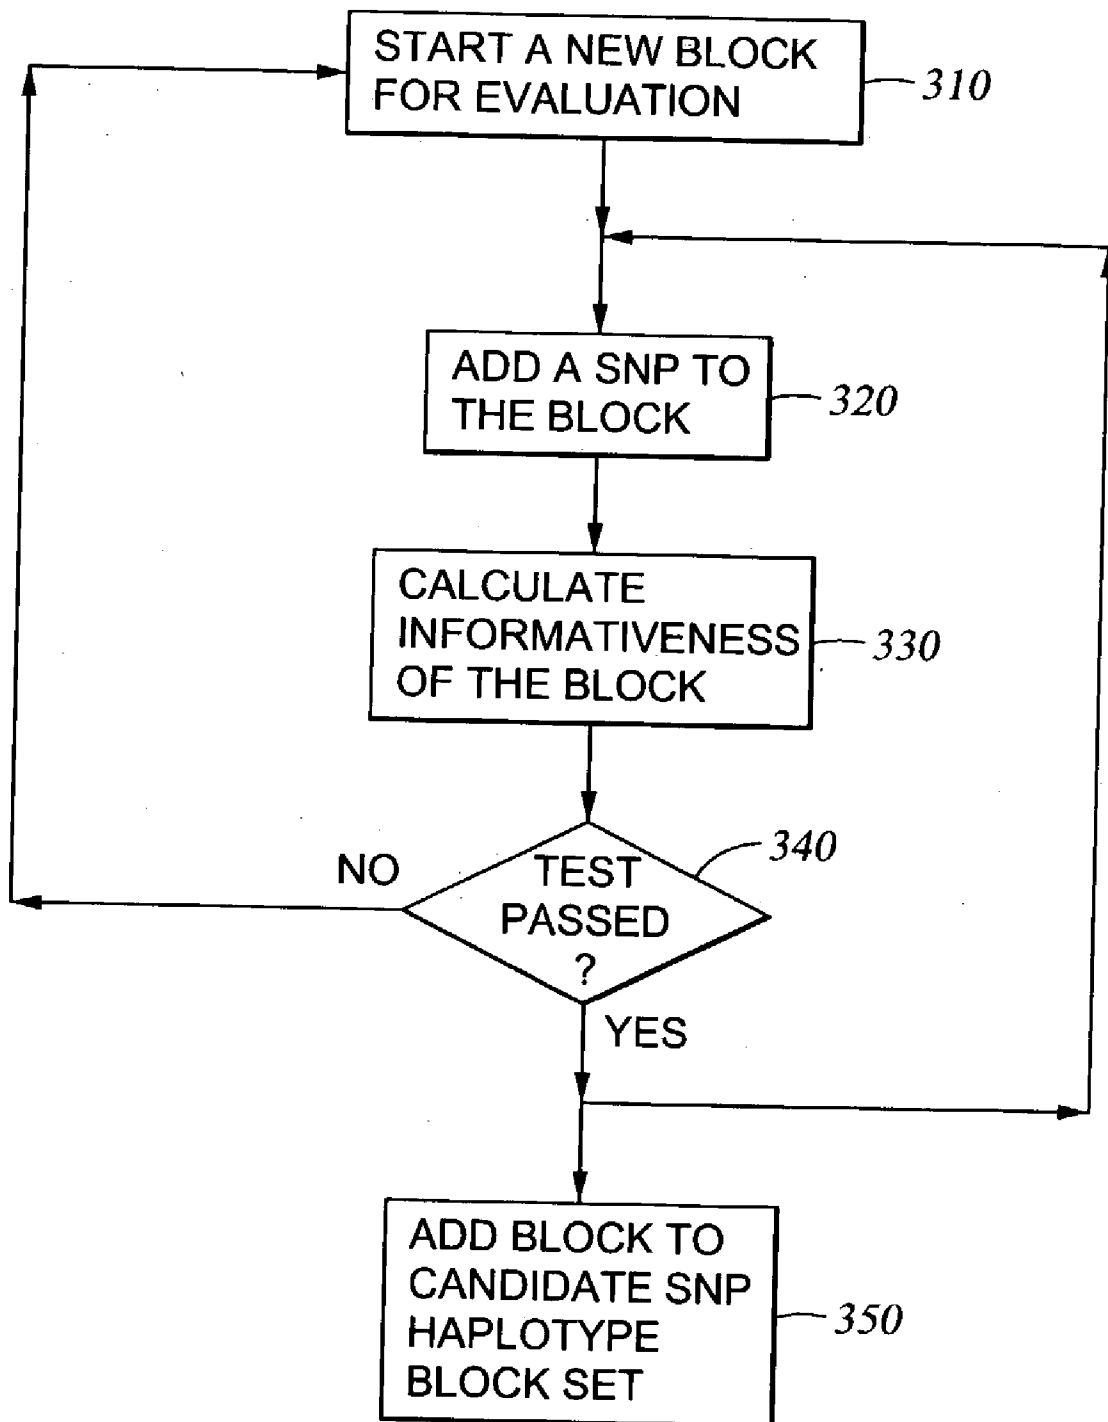 START A NEW BLOCK
FOR EVALUATION
310
ADD A SNP TO
THE BLOCK
320
CALCULATE
INFORMATIVENESS
OF THE BLOCK
330
340
NO
TEST
PASSED
?
YES
ADD BLOCK TO
CANDIDATE SNP
HAPLOTYPE
BLOCK SET
350